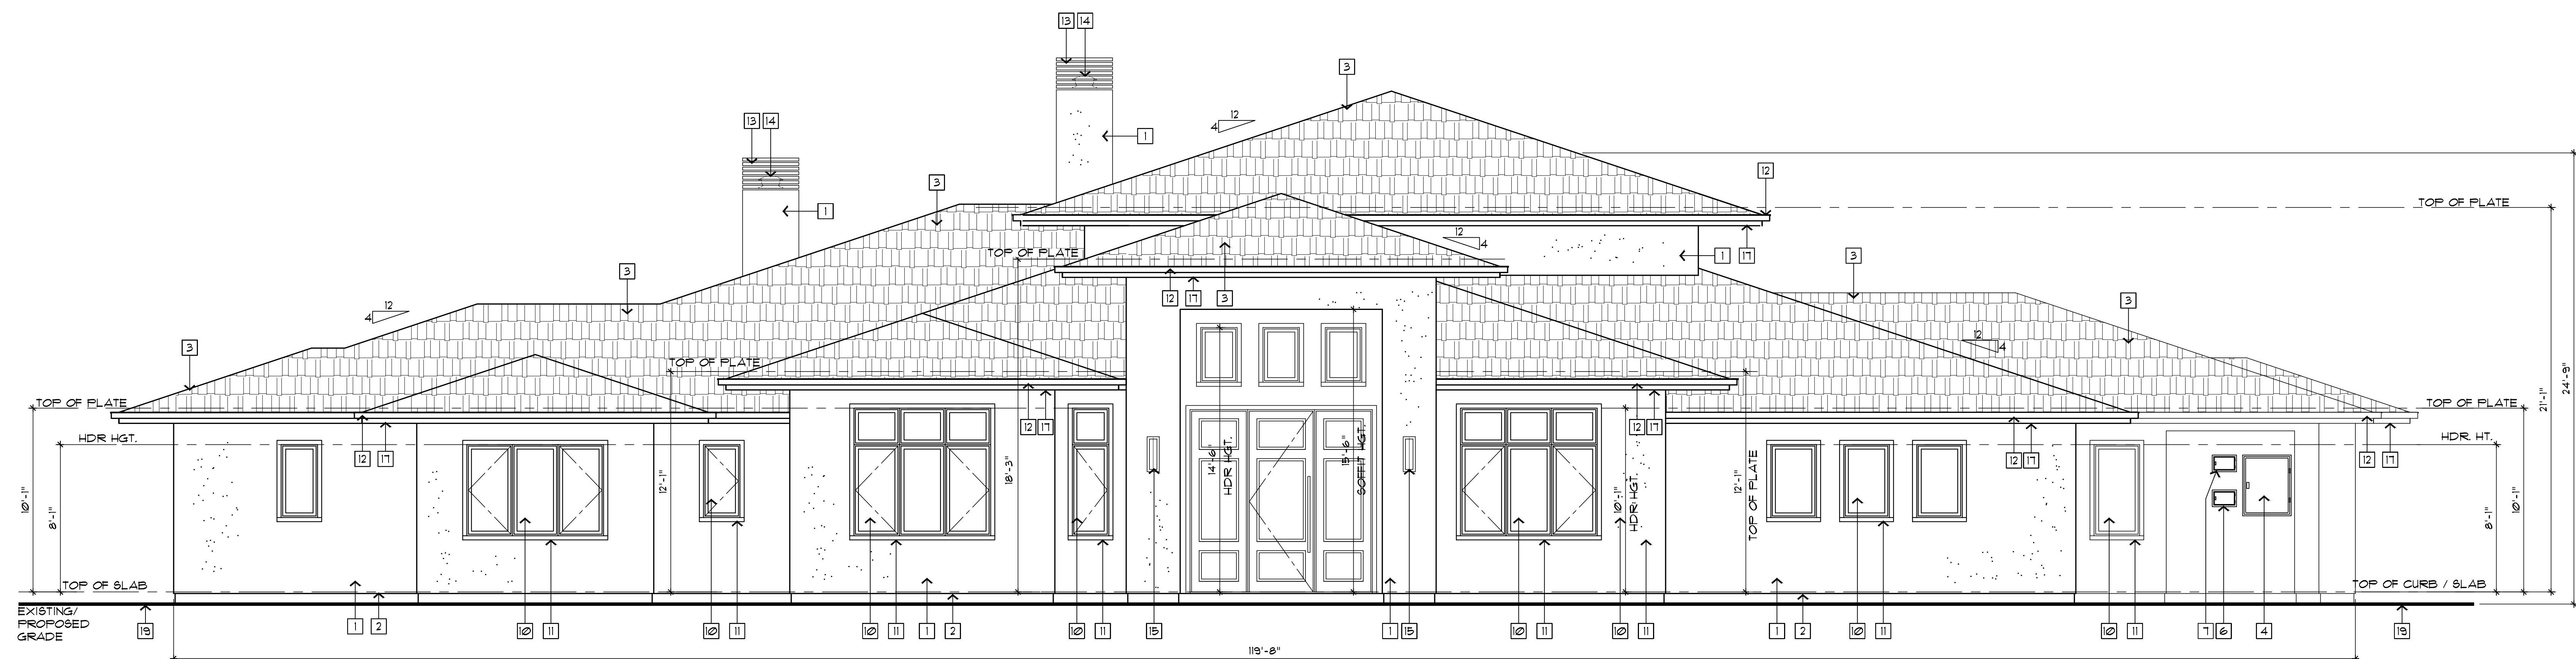 13 14
3
12
4
1
13 14
12
3
TOP OF PLATE
1
12
4
1
17
3
TOP OF PLATE
3
12
4
12 17 3
3
3
12
4
3
TOP OF PLATE
TOP OF PLATE
HDR HGT.
12 17
12 17
12 17
12 17
12 17
TOP OF PLATE
HDR. HT.
10'-1"
8'-1"
12'-1"
18'-3"
14'-6"
HDR HGT.
15'-6"
SOFFIT HGT.
10'-1"
HDR. HGT.
12'-1"
TOP OF PLATE
8'-1"
10'-1"
21'-1"
24'-9"
TOP OF SLAB
TOP OF CURB / SLAB
EXISTING/
PROPOSED
GRADE
19 1 2 10 11 10 11 10 11 1 2 10 11 15 1 15 10 11 10 11 1 2 10 11 10 11 7 6 4 19
119'-8"